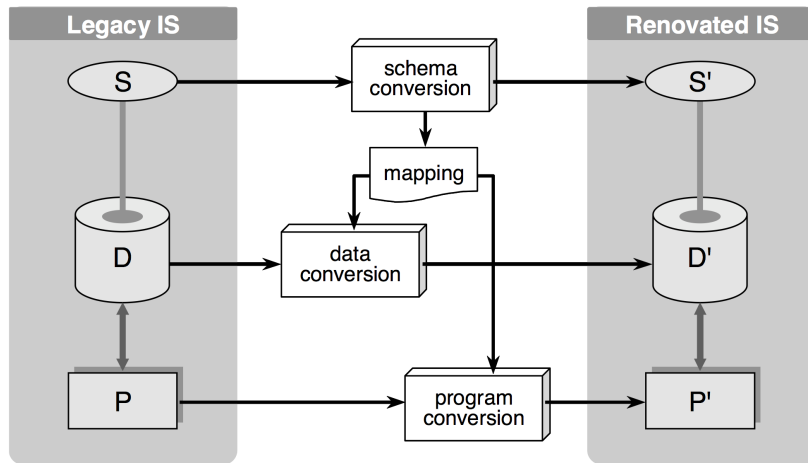 Legacy IS
Renovated IS
S
schema
conversion
S'
mapping
D
data
conversion
D'
P
program
conversion
P'